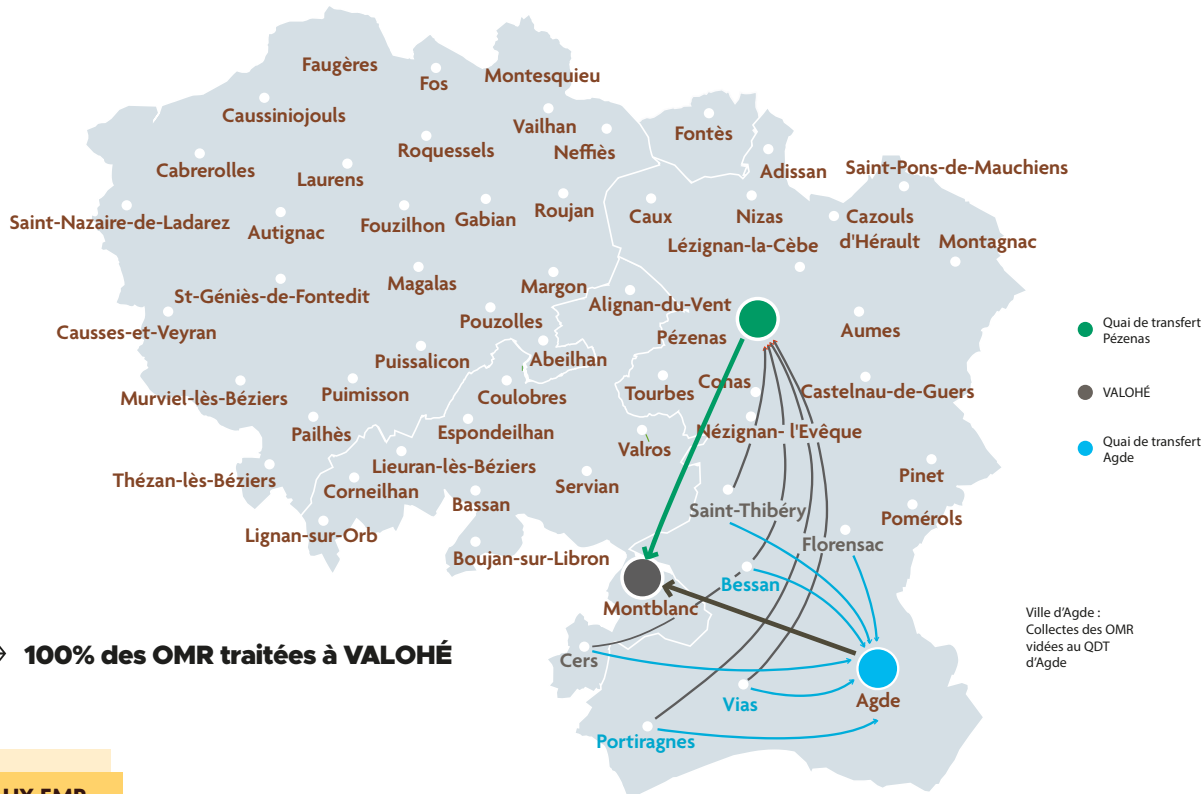 Faugères
Fos
Montesquieu
Caussiniojouls
Vailhan
Fontès
Roquessels
Neffiès
Cabrerolles
Laurens
Adissan
Saint-Pons-de-Mauchiens
Saint-Nazaire-de-Ladarez
Autignac
Fouzilhon
Gabian
Roujan
Caux
Nizas
Cazouls
d'Hérault
Lézignan-la-Cèbe
Montagnac
St-Géniès-de-Fontedit
Magalas
Margon
Alignan-du-Vent
Causses-et-Veyran
Pouzolles
Pézenas
Aumes
Puissalicon
Abeilhan
Murviel-lès-Béziers
Puimisson
Coulobres
Tourbes
Conas
Castelnau-de-Guers
Pailhès
Espondeilhan
Valros
Nézignan- l'Evêque
Thézan-lès-Béziers
Lieuran-lès-Béziers
Corneilhan
Servian
Pinet
Bassan
Saint-Thibéry
Pomérols
Lignan-sur-Orb
Boujan-sur-Libron
Florensac
Bessan
Montblanc
Cers
Vias
Agde
Portiragnes
Quai de transfert
Pézenas
VALOHÉ
Quai de transfert
Agde
Ville d'Agde :
Collectes des OMR
vidées au QDT
d'Agde
100% des OMR traitées à VALOHÉ